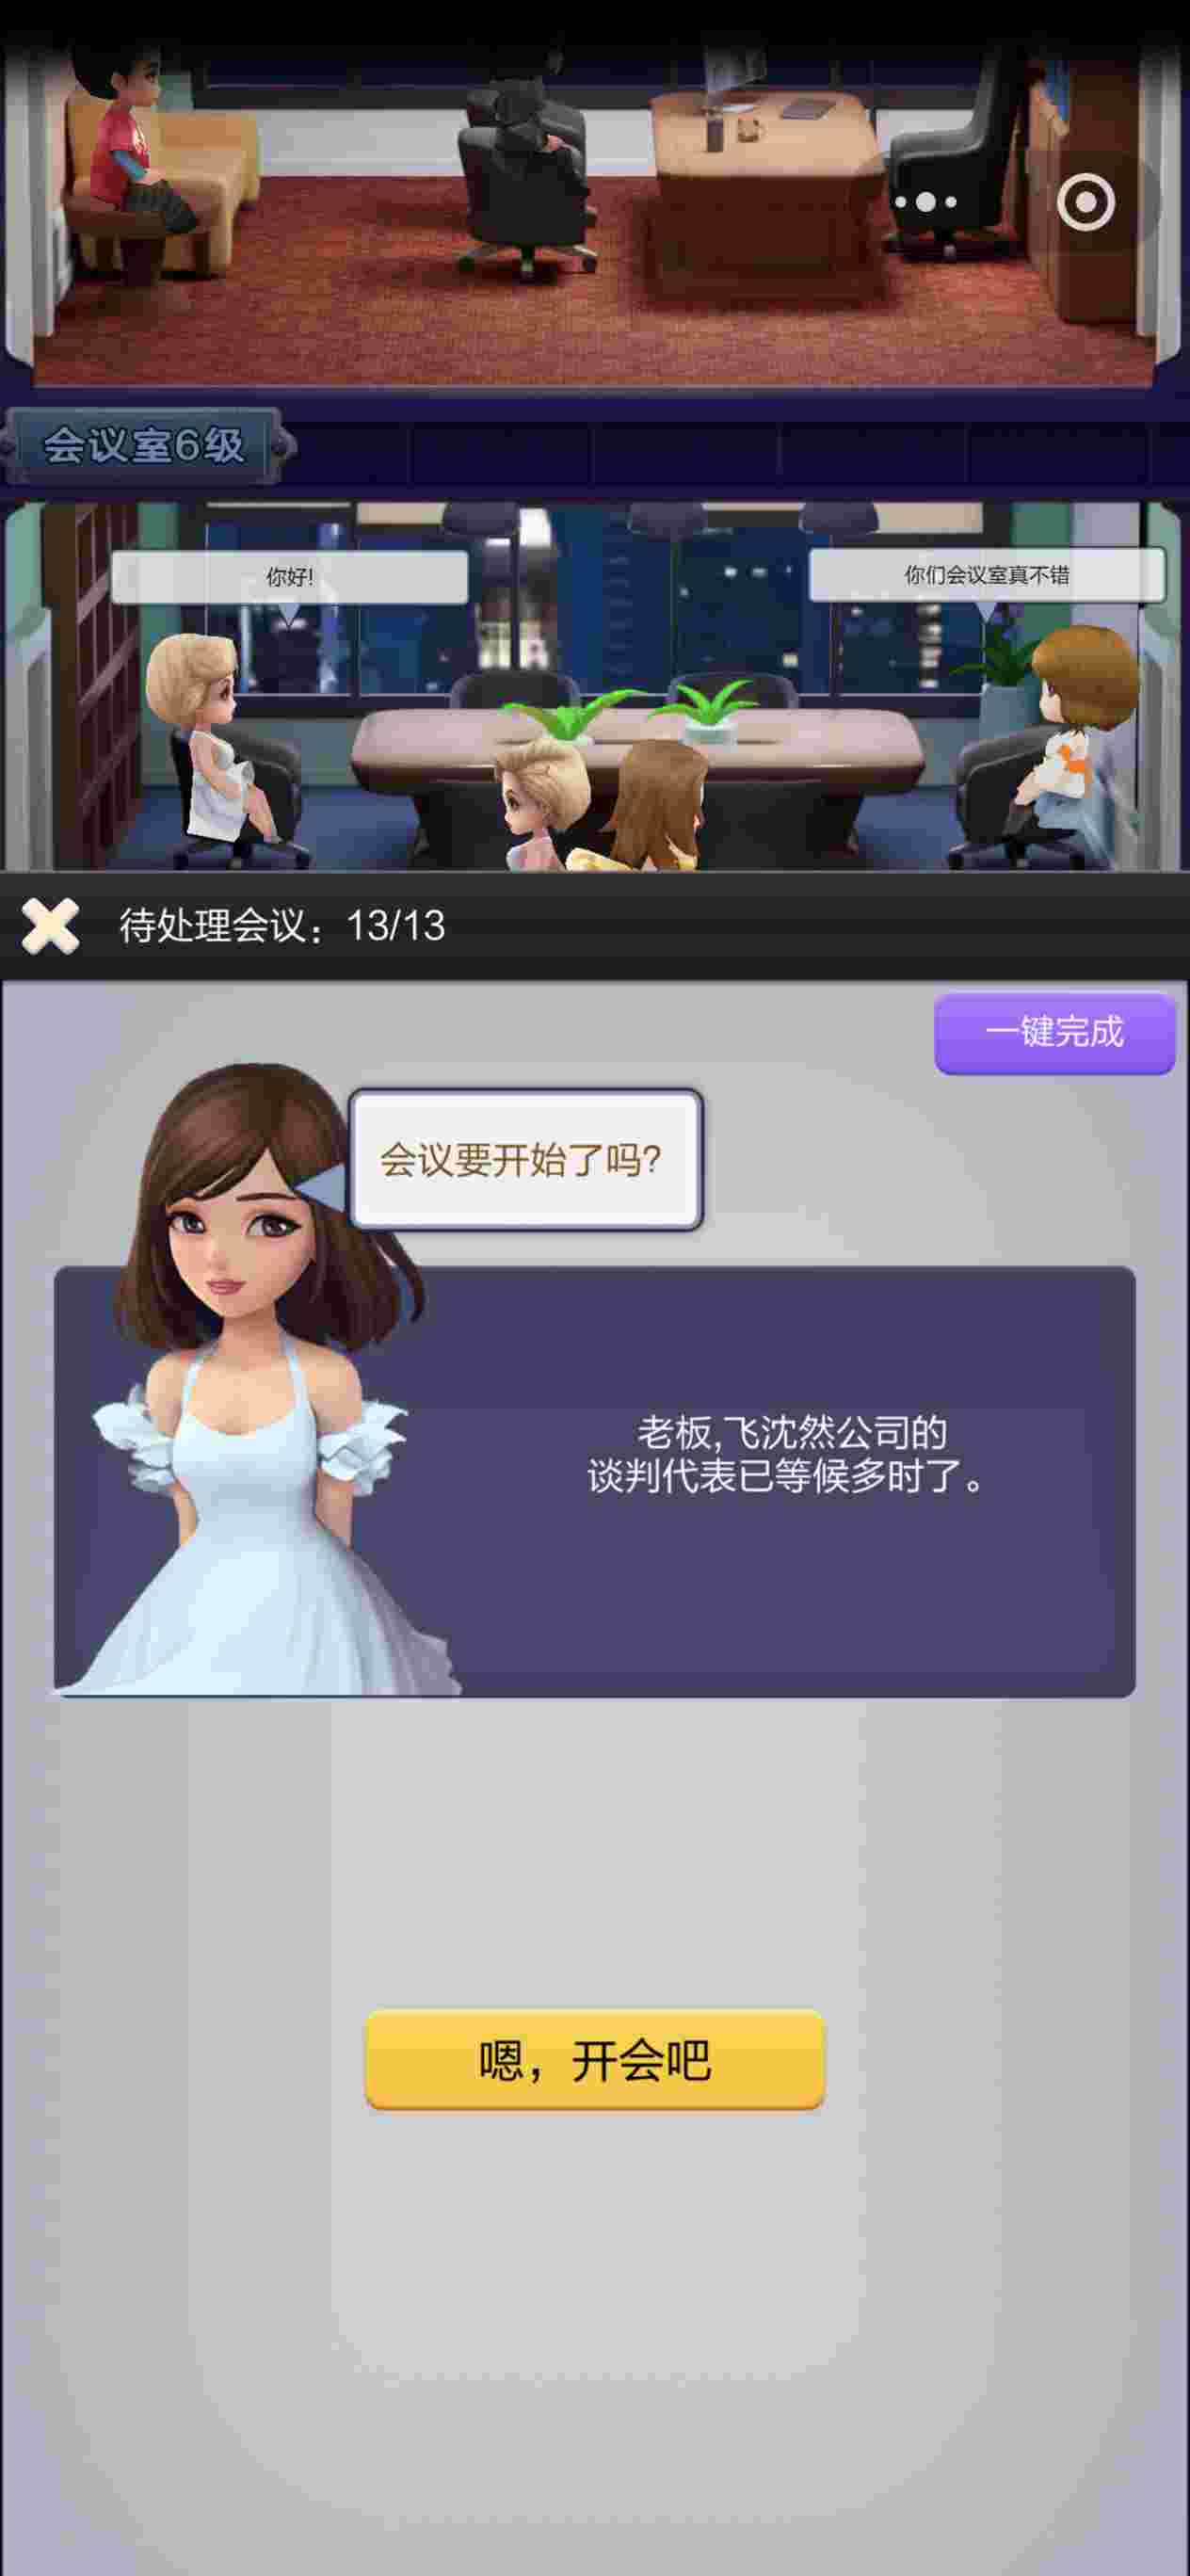 会议室6级
你好!
你们会议室真不错
待处理会议：13/13
一键完成
会议要开始了吗?
老板,飞沈然公司的
谈判代表已等候多时了。
嗯，开会吧